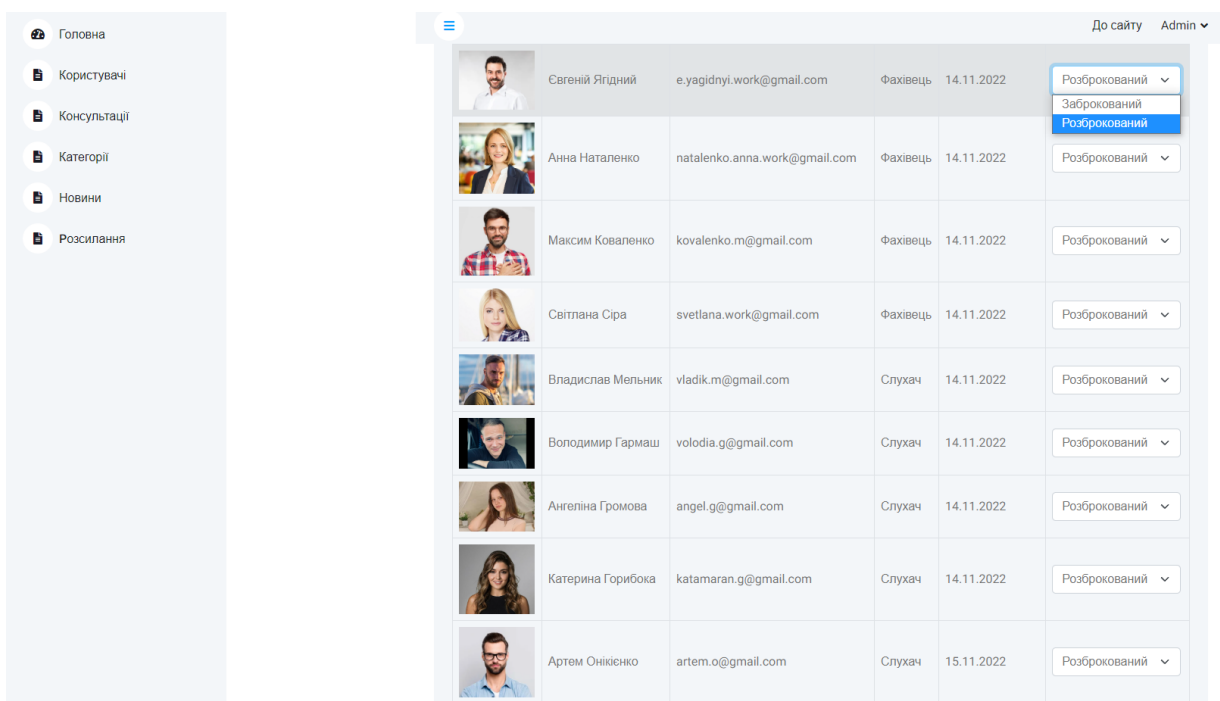 Головна
Користувачі
Консультації
Категорії
Новини
Розсилання
До сайту Admin
Євгеній Ягідний e.yagidnyi.work@gmail.com Фахівець 14.11.2022 Розброкований
Заброкований
Розброкований
Анна Наталенко natalenko.anna.work@gmail.com Фахівець 14.11.2022 Розброкований
Максим Коваленко kovalenko.m@gmail.com Фахівець 14.11.2022 Розброкований
Світлана Сіра svetlana.work@gmail.com Фахівець 14.11.2022 Розброкований
Владислав Мельник vladik.m@gmail.com Слухач 14.11.2022 Розброкований
Володимир Гармаш volodia.g@gmail.com Слухач 14.11.2022 Розброкований
Ангеліна Громова angel.g@gmail.com Слухач 14.11.2022 Розброкований
Катерина Горибока katamaran.g@gmail.com Слухач 14.11.2022 Розброкований
Артем Онікієнко artem.o@gmail.com Слухач 15.11.2022 Розброкований